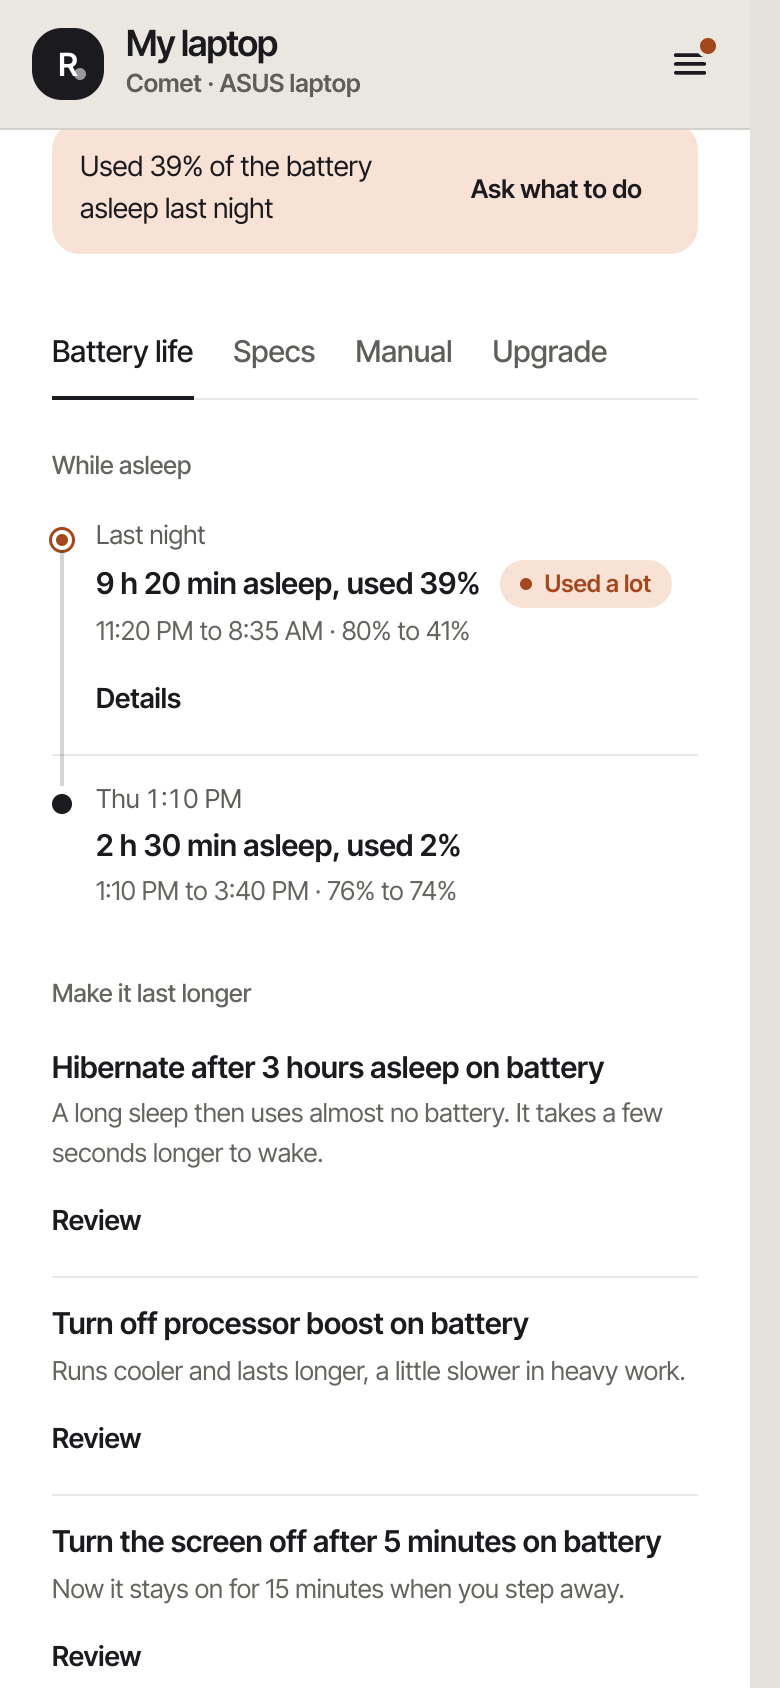 R
My laptop
Comet · ASUS laptop
Used 39% of the battery
asleep last night
Ask what to do
Battery life
Specs
Manual
Upgrade
While asleep
Last night
9 h 20 min asleep, used 39%
Used a lot
11:20 PM to 8:35 AM · 80% to 41%
Details
Thu 1:10 PM
2 h 30 min asleep, used 2%
1:10 PM to 3:40 PM · 76% to 74%
Make it last longer
Hibernate after 3 hours asleep on battery
A long sleep then uses almost no battery. It takes a few
seconds longer to wake.
Review
Turn off processor boost on battery
Runs cooler and lasts longer, a little slower in heavy work.
Review
Turn the screen off after 5 minutes on battery
Now it stays on for 15 minutes when you step away.
Review